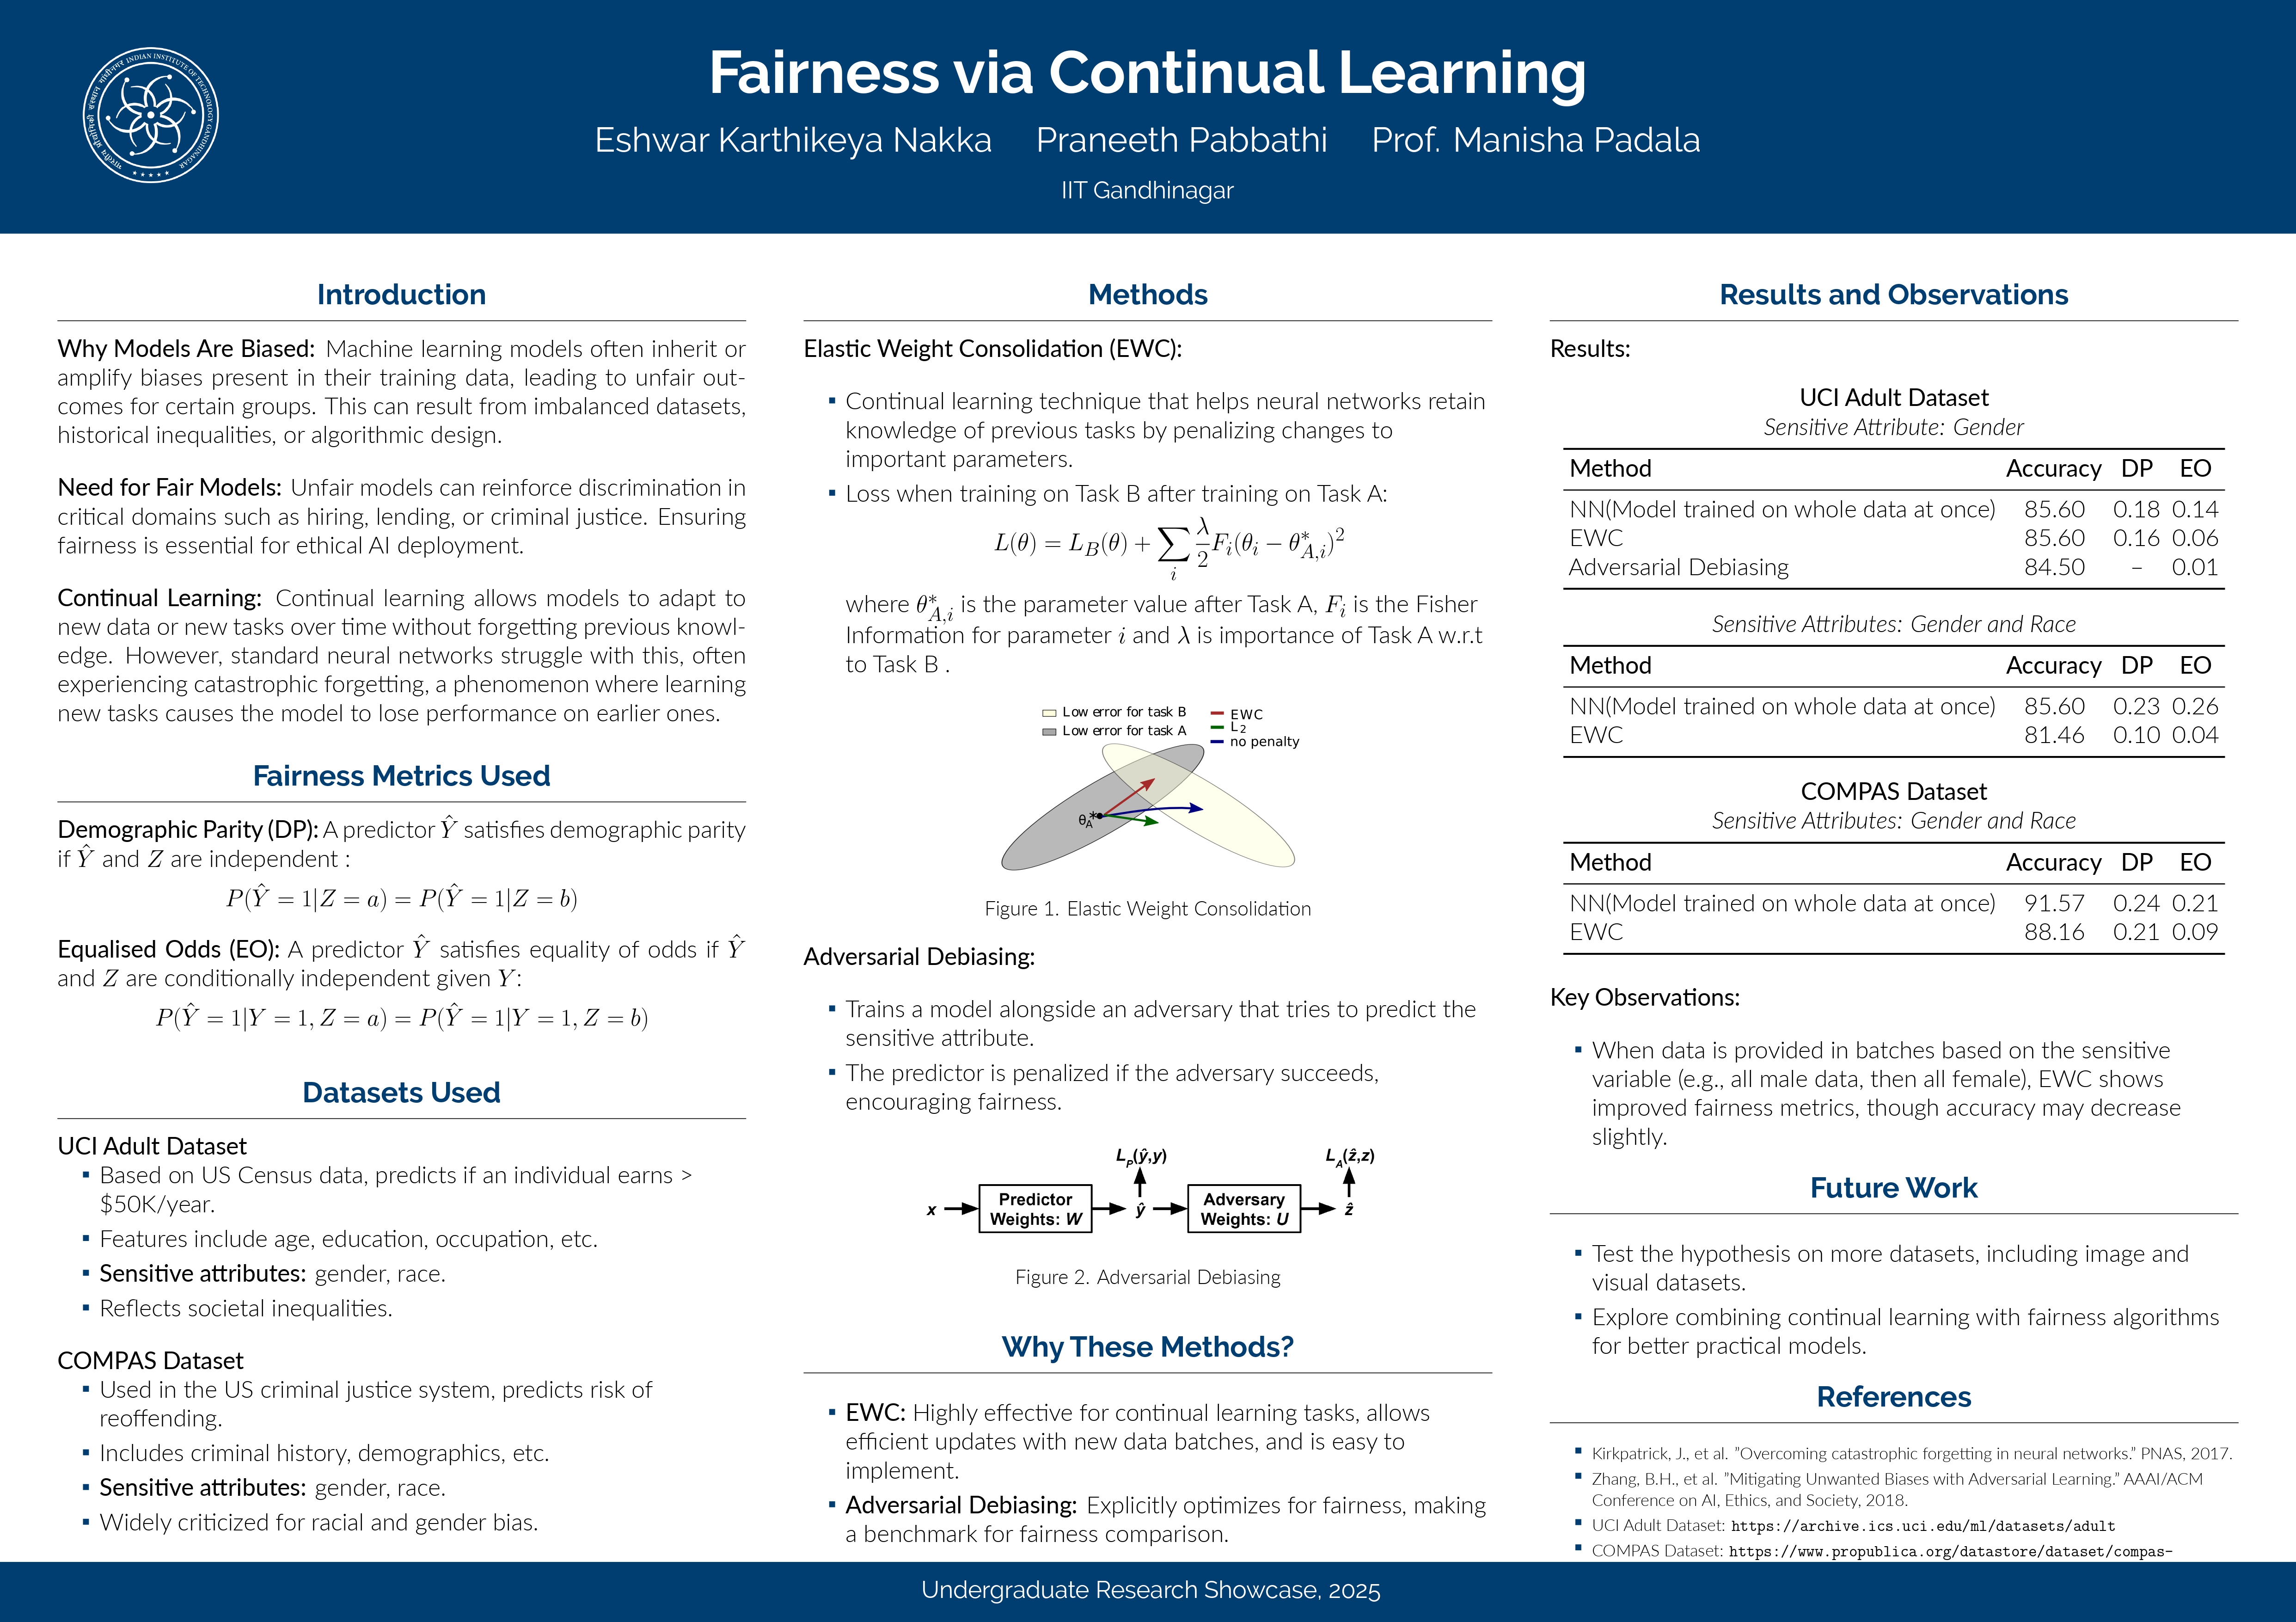 INDIAN INSTITUTE OF TECHNOLOGY GANDHINAGAR
भारतीय प्रौद्योगिकी संस्थान गांधीनगर
Fairness via Continual Learning
Eshwar Karthikeya Nakka Praneeth Pabbathi Prof. Manisha Padala
IIT Gandhinagar
Introduction
Why Models Are Biased: Machine learning models often inherit or
amplify biases present in their training data, leading to unfair out-
comes for certain groups. This can result from imbalanced datasets,
historical inequalities, or algorithmic design.
Need for Fair Models: Unfair models can reinforce discrimination in
critical domains such as hiring, lending, or criminal justice. Ensuring
fairness is essential for ethical AI deployment.
Continual Learning: Continual learning allows models to adapt to
new data or new tasks over time without forgetting previous knowl-
edge. However, standard neural networks struggle with this, often
experiencing catastrophic forgetting, a phenomenon where learning
new tasks causes the model to lose performance on earlier ones.
Fairness Metrics Used
Demographic Parity (DP): A predictor Ŷ satisfies demographic parity
if Ŷ and Z are independent :
P(Ŷ = 1|Z = a) = P(Ŷ = 1|Z = b)
Equalised Odds (EO): A predictor Ŷ satisfies equality of odds if Ŷ
and Z are conditionally independent given Y:
P(Ŷ = 1|Y = 1, Z = a) = P(Ŷ = 1|Y = 1, Z = b)
Datasets Used
UCI Adult Dataset
▪ Based on US Census data, predicts if an individual earns >
$50K/year.
▪ Features include age, education, occupation, etc.
▪ Sensitive attributes: gender, race.
▪ Reflects societal inequalities.
COMPAS Dataset
▪ Used in the US criminal justice system, predicts risk of
reoffending.
▪ Includes criminal history, demographics, etc.
▪ Sensitive attributes: gender, race.
▪ Widely criticized for racial and gender bias.
Methods
Elastic Weight Consolidation (EWC):
▪ Continual learning technique that helps neural networks retain
knowledge of previous tasks by penalizing changes to
important parameters.
▪ Loss when training on Task B after training on Task A:
L(θ) = L_B(θ) + ∑_i λ/2 F_i(θ_i − θ*_{A,i})²
where θ*_{A,i} is the parameter value after Task A, F_i is the Fisher
Information for parameter i and λ is importance of Task A w.r.t
to Task B .
Low error for task B
Low error for task A
EWC
L₂
no penalty
θ*_A
Figure 1. Elastic Weight Consolidation
Adversarial Debiasing:
▪ Trains a model alongside an adversary that tries to predict the
sensitive attribute.
▪ The predictor is penalized if the adversary succeeds,
encouraging fairness.
L_P(ŷ,y) L_A(ẑ,z)
x Predictor Weights: W ŷ Adversary Weights: U ẑ
Figure 2. Adversarial Debiasing
Why These Methods?
▪ EWC: Highly effective for continual learning tasks, allows
efficient updates with new data batches, and is easy to
implement.
▪ Adversarial Debiasing: Explicitly optimizes for fairness, making
a benchmark for fairness comparison.
Results and Observations
Results:
UCI Adult Dataset
Sensitive Attribute: Gender
Method Accuracy DP EO
NN(Model trained on whole data at once) 85.60 0.18 0.14
EWC 85.60 0.16 0.06
Adversarial Debiasing 84.50 – 0.01
Sensitive Attributes: Gender and Race
Method Accuracy DP EO
NN(Model trained on whole data at once) 85.60 0.23 0.26
EWC 81.46 0.10 0.04
COMPAS Dataset
Sensitive Attributes: Gender and Race
Method Accuracy DP EO
NN(Model trained on whole data at once) 91.57 0.24 0.21
EWC 88.16 0.21 0.09
Key Observations:
▪ When data is provided in batches based on the sensitive
variable (e.g., all male data, then all female), EWC shows
improved fairness metrics, though accuracy may decrease
slightly.
Future Work
▪ Test the hypothesis on more datasets, including image and
visual datasets.
▪ Explore combining continual learning with fairness algorithms
for better practical models.
References
▪ Kirkpatrick, J., et al. ”Overcoming catastrophic forgetting in neural networks.” PNAS, 2017.
▪ Zhang, B.H., et al. ”Mitigating Unwanted Biases with Adversarial Learning.” AAAI/ACM
Conference on AI, Ethics, and Society, 2018.
▪ UCI Adult Dataset: https://archive.ics.uci.edu/ml/datasets/adult
▪ COMPAS Dataset: https://www.propublica.org/datastore/dataset/compas-
Undergraduate Research Showcase, 2025